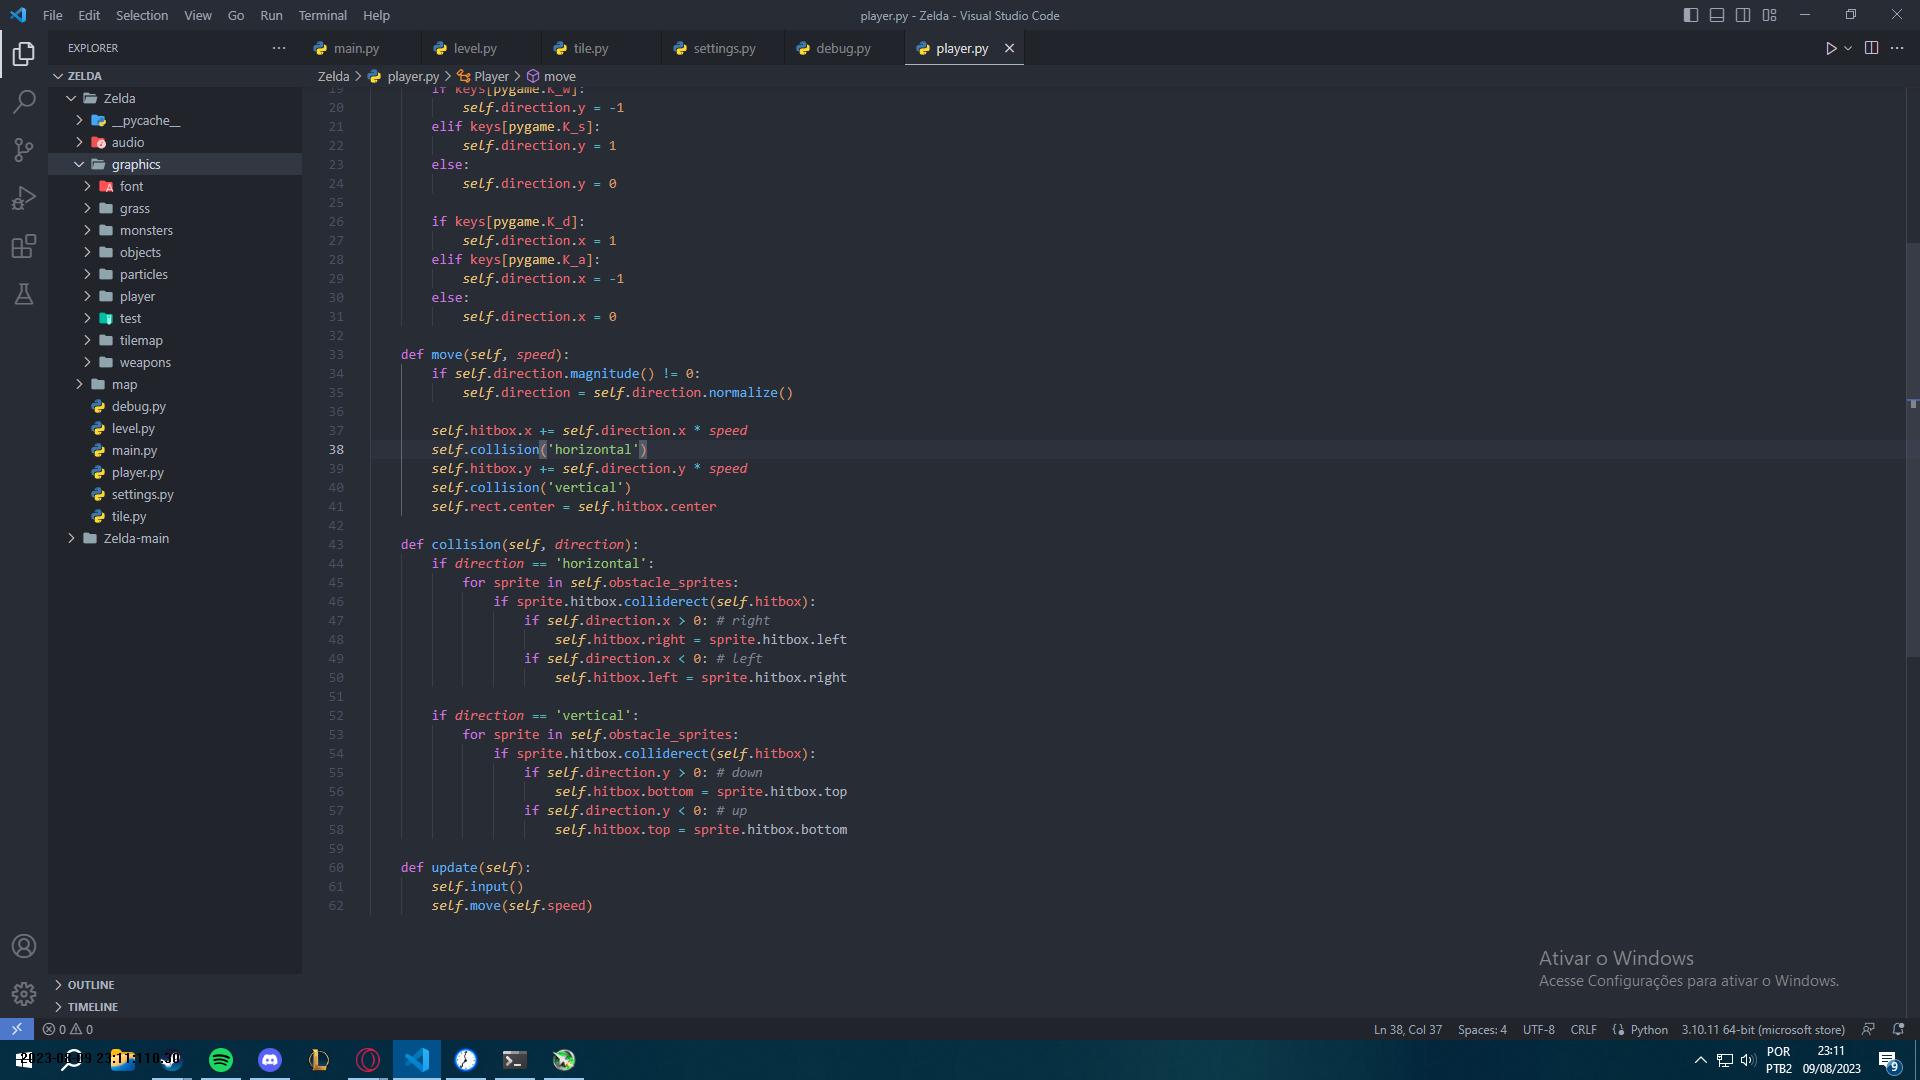 File Edit Selection View Go Run Terminal Help
player.py - Zelda - Visual Studio Code
EXPLORER
ZELDA
Zelda
__pycache__
audio
graphics
font
grass
monsters
objects
particles
player
test
tilemap
weapons
map
debug.py
level.py
main.py
player.py
settings.py
tile.py
Zelda-main
OUTLINE
TIMELINE
main.py level.py tile.py settings.py debug.py player.py
Zelda > player.py > Player > move
19 if keys[pygame.K_w]:
20 self.direction.y = -1
21 elif keys[pygame.K_s]:
22 self.direction.y = 1
23 else:
24 self.direction.y = 0
25
26 if keys[pygame.K_d]:
27 self.direction.x = 1
28 elif keys[pygame.K_a]:
29 self.direction.x = -1
30 else:
31 self.direction.x = 0
32
33 def move(self, speed):
34 if self.direction.magnitude() != 0:
35 self.direction = self.direction.normalize()
36
37 self.hitbox.x += self.direction.x * speed
38 self.collision('horizontal')
39 self.hitbox.y += self.direction.y * speed
40 self.collision('vertical')
41 self.rect.center = self.hitbox.center
42
43 def collision(self, direction):
44 if direction == 'horizontal':
45 for sprite in self.obstacle_sprites:
46 if sprite.hitbox.colliderect(self.hitbox):
47 if self.direction.x > 0: # right
48 self.hitbox.right = sprite.hitbox.left
49 if self.direction.x < 0: # left
50 self.hitbox.left = sprite.hitbox.right
51
52 if direction == 'vertical':
53 for sprite in self.obstacle_sprites:
54 if sprite.hitbox.colliderect(self.hitbox):
55 if self.direction.y > 0: # down
56 self.hitbox.bottom = sprite.hitbox.top
57 if self.direction.y < 0: # up
58 self.hitbox.top = sprite.hitbox.bottom
59
60 def update(self):
61 self.input()
62 self.move(self.speed)
Ativar o Windows
Acesse Configurações para ativar o Windows.
0 0
Ln 38, Col 37 Spaces: 4 UTF-8 CRLF Python 3.10.11 64-bit (microsoft store)
POR
PTB2
23:11
09/08/2023
9